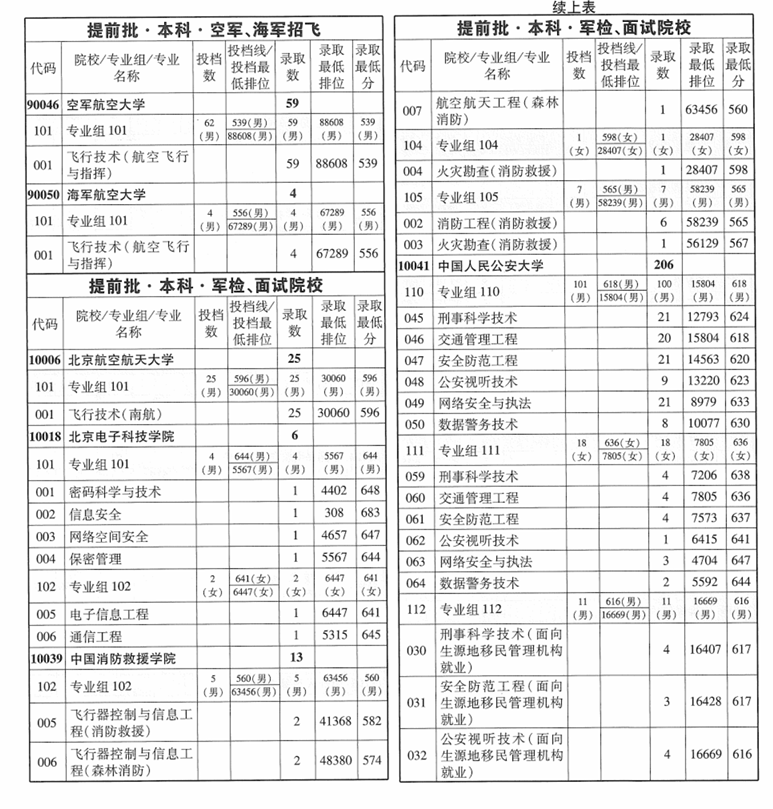 提前批·本科·空军、海军招飞
代码 院校/专业组/专业名称 投档数 投档线/投档最低排位 录取数 录取最低排位 录取最低分
90046 空军航空大学 59
101 专业组101 62(男) 539(男)/88608(男) 59(男) 88608(男) 539(男)
001 飞行技术(航空飞行与指挥) 59 88608 539
90050 海军航空大学 4
101 专业组101 4(男) 556(男)/67289(男) 4(男) 67289(男) 556(男)
001 飞行技术(航空飞行与指挥) 4 67289 556
提前批·本科·军检、面试院校
代码 院校/专业组/专业名称 投档数 投档线/投档最低排位 录取数 录取最低排位 录取最低分
10006 北京航空航天大学 25
101 专业组101 25(男) 596(男)/30060(男) 25(男) 30060(男) 596(男)
001 飞行技术(南航) 25 30060 596
10018 北京电子科技学院 6
101 专业组101 4(男) 644(男)/5567(男) 4(男) 5567(男) 644(男)
001 密码科学与技术 1 4402 648
002 信息安全 1 308 683
003 网络空间安全 1 4657 647
004 保密管理 1 5567 644
102 专业组102 2(女) 641(女)/6447(女) 2(女) 6447(女) 641(女)
005 电子信息工程 1 6447 641
006 通信工程 1 5315 645
10039 中国消防救援学院 13
102 专业组102 5(男) 560(男)/63456(男) 5(男) 63456(男) 560(男)
005 飞行器控制与信息工程(消防救援) 2 41368 582
006 飞行器控制与信息工程(森林消防) 2 48380 574
续上表
提前批·本科·军检、面试院校
代码 院校/专业组/专业名称 投档数 投档线/投档最低排位 录取数 录取最低排位 录取最低分
007 航空航天工程(森林消防) 1 63456 560
104 专业组104 1(女) 598(女)/28407(女) 1(女) 28407(女) 598(女)
004 火灾勘查(消防救援) 1 28407 598
105 专业组105 7(男) 565(男)/58239(男) 7(男) 58239(男) 565(男)
002 消防工程(消防救援) 6 58239 565
003 火灾勘查(消防救援) 1 56129 567
10041 中国人民公安大学 206
110 专业组110 101(男) 618(男)/15804(男) 100(男) 15804(男) 618(男)
045 刑事科学技术 21 12793 624
046 交通管理工程 20 15804 618
047 安全防范工程 21 14563 620
048 公安视听技术 9 13220 623
049 网络安全与执法 21 8979 633
050 数据警务技术 8 10077 630
111 专业组111 18(女) 636(女)/7805(女) 18(女) 7805(女) 636(女)
059 刑事科学技术 4 7206 638
060 交通管理工程 4 7805 636
061 安全防范工程 4 7573 637
062 公安视听技术 1 6415 641
063 网络安全与执法 3 4704 647
064 数据警务技术 2 5592 644
112 专业组112 11(男) 616(男)/16669(男) 11(男) 16669(男) 616(男)
030 刑事科学技术(面向生源地移民管理机构就业) 4 16407 617
031 安全防范工程(面向生源地移民管理机构就业) 3 16428 617
032 公安视听技术(面向生源地移民管理机构就业) 4 16669 616